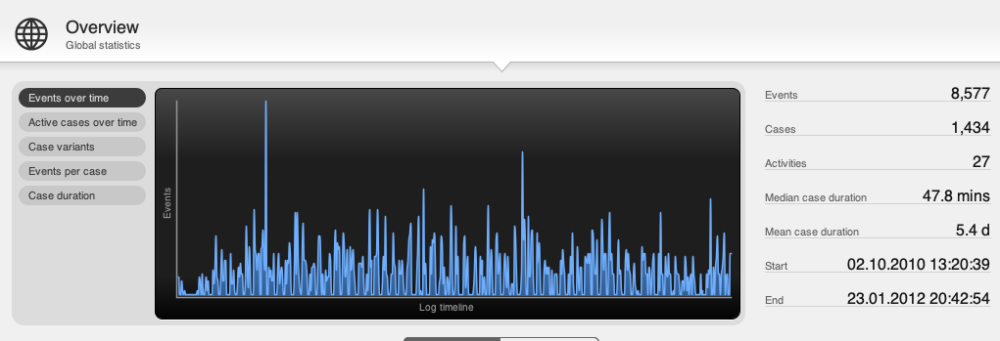 Overview
Global statistics
Events over time
Active cases over time
Case variants
Events per case
Case duration
Events
Log timeline
Events 8,577
Cases 1,434
Activities 27
Median case duration 47.8 mins
Mean case duration 5.4 d
Start 02.10.2010 13:20:39
End 23.01.2012 20:42:54